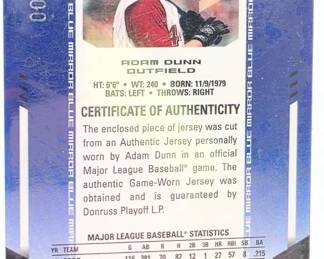 00
BLUE MIRROR BLUE MIRROR BLUE MIRROR
ADAM DUNN
OUTFIELD
HT: 6'6" • WT: 240 • BORN: 11/9/1979
BATS: LEFT • THROWS: RIGHT
CERTIFICATE OF AUTHENTICITY
The enclosed piece of jersey was cut
from an Authentic Jersey personally
worn by Adam Dunn in an official
Major League Baseball® game. The
authentic Game-Worn Jersey was
obtained and is guaranteed by
Donruss Playoff L.P.
MAJOR LEAGUE BASEBALL® STATISTICS
YR TEAM G AB R H 2B 3B HR RBI SB BA